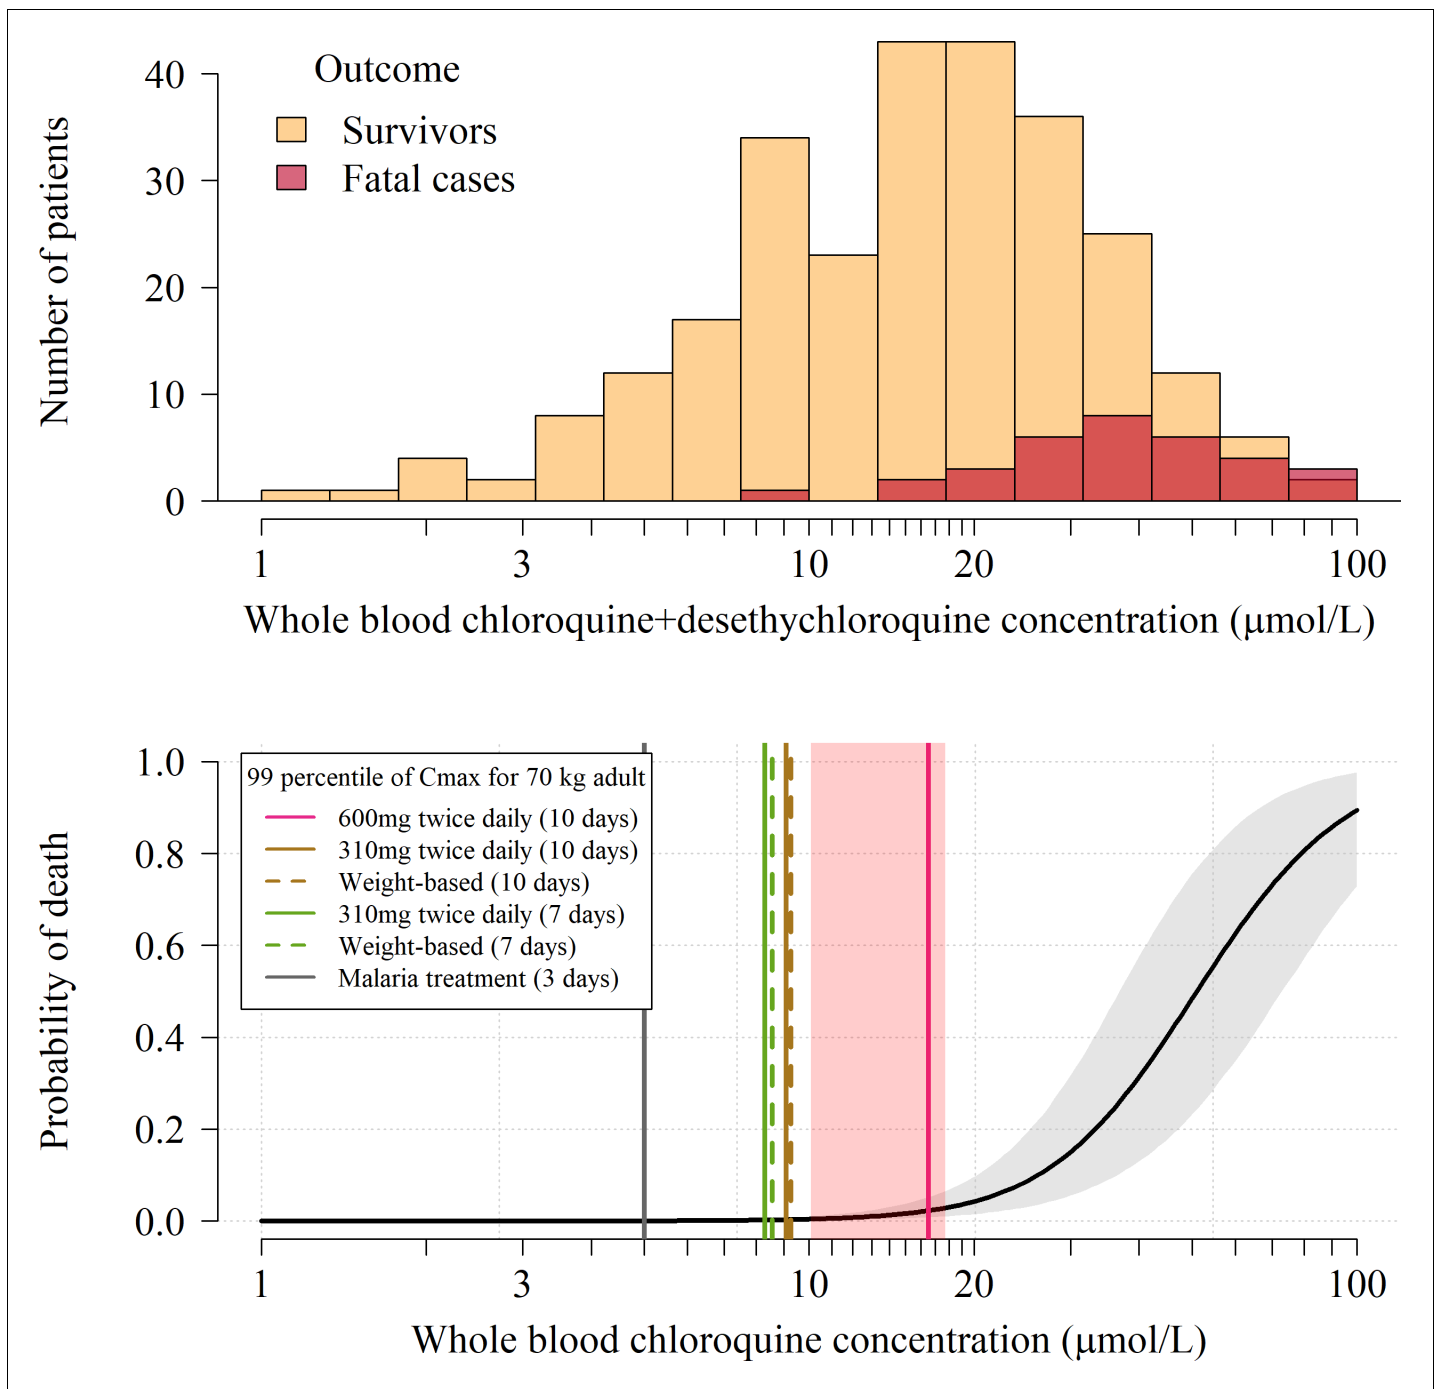 Outcome
Survivors
Fatal cases
Number of patients
40
30
20
10
0
1 3 10 20 100
Whole blood chloroquine+desethychloroquine concentration (μmol/L)
99 percentile of Cmax for 70 kg adult
600mg twice daily (10 days)
310mg twice daily (10 days)
Weight-based (10 days)
310mg twice daily (7 days)
Weight-based (7 days)
Malaria treatment (3 days)
Probability of death
1.0
0.8
0.6
0.4
0.2
0.0
1 3 10 20 100
Whole blood chloroquine concentration (μmol/L)